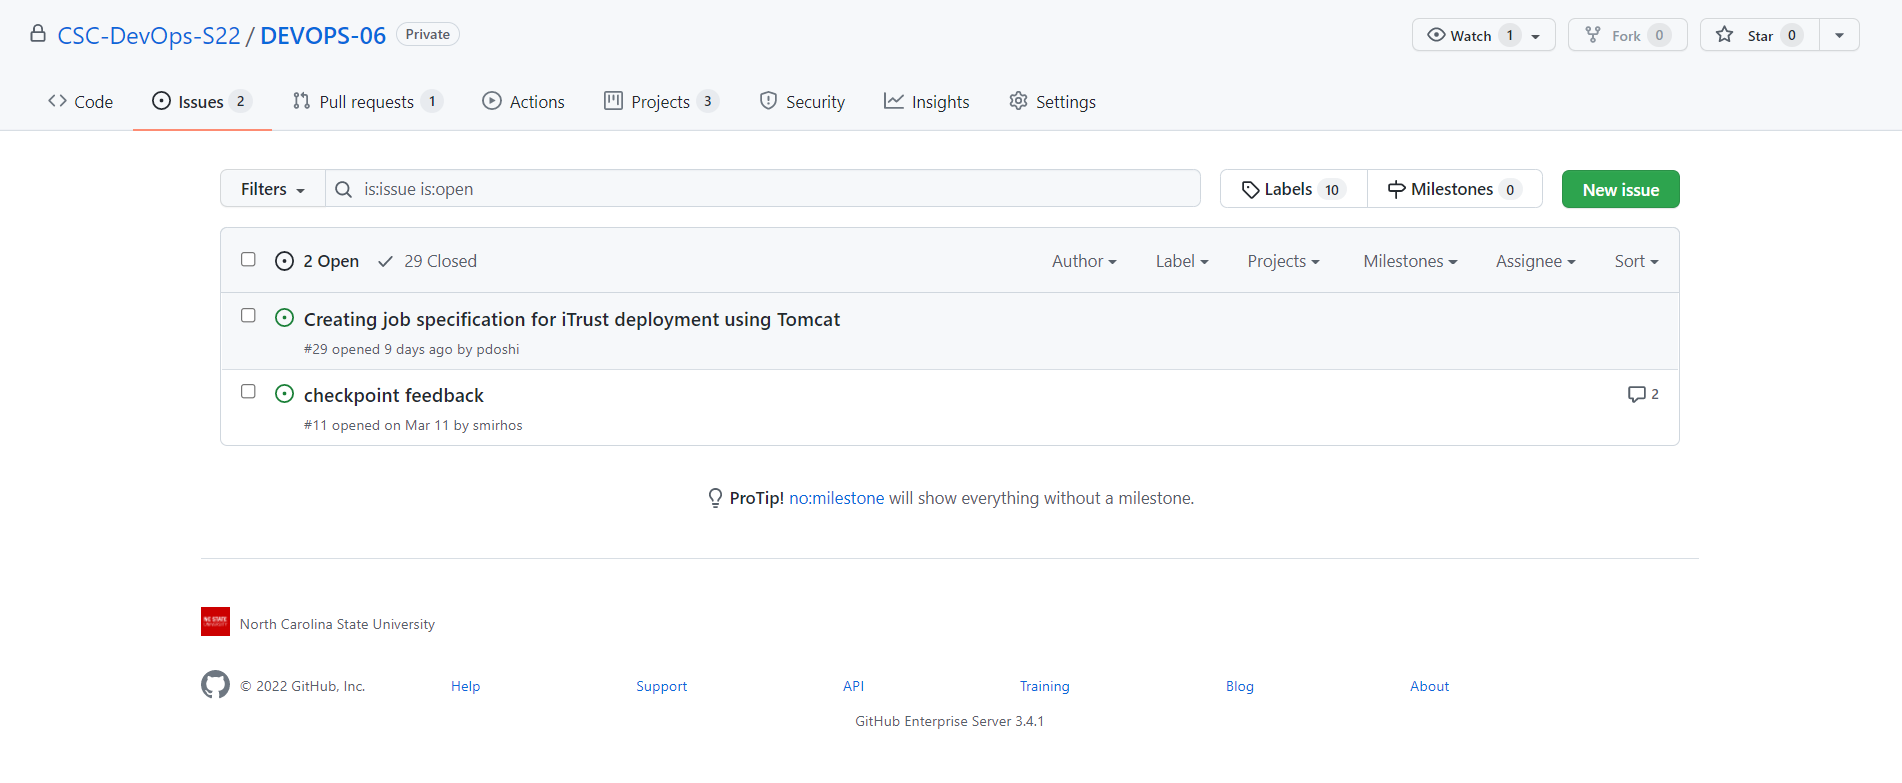 CSC-DevOps-S22 / DEVOPS-06 Private Watch 1 Fork 0 Star 0
Code Issues 2 Pull requests 1 Actions Projects 3 Security Insights Settings
Filters is:issue is:open Labels 10 Milestones 0 New issue
2 Open 29 Closed Author Label Projects Milestones Assignee Sort
Creating job specification for iTrust deployment using Tomcat
#29 opened 9 days ago by pdoshi
checkpoint feedback 2
#11 opened on Mar 11 by smirhos
ProTip! no:milestone will show everything without a milestone.
NC STATE
UNIVERSITY
North Carolina State University
© 2022 GitHub, Inc. Help Support API Training Blog About
GitHub Enterprise Server 3.4.1